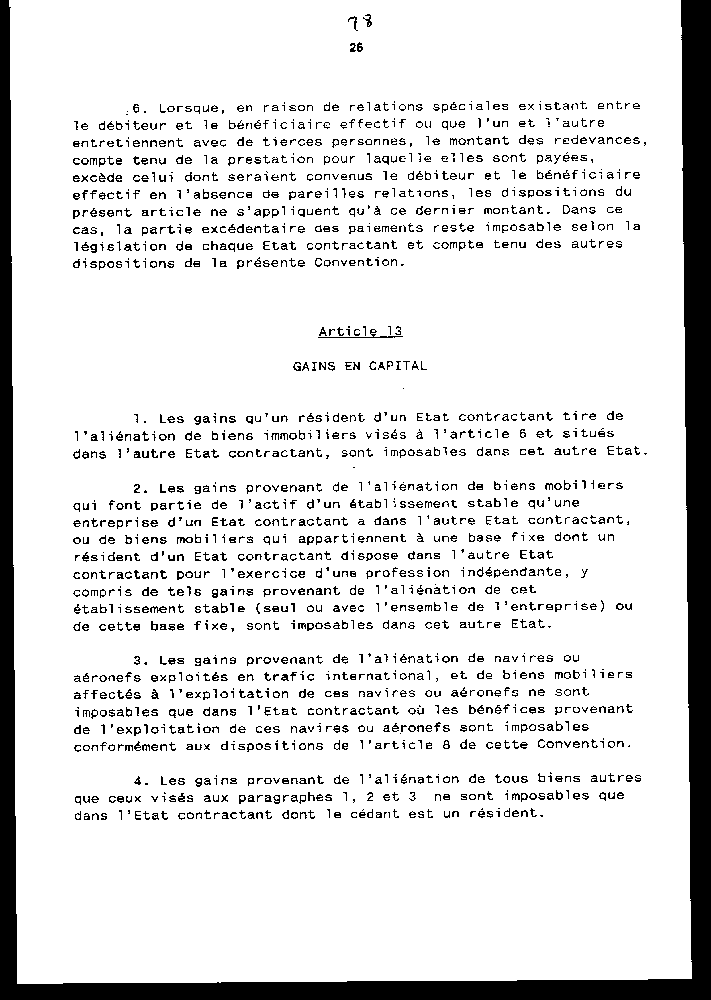 28
26
6. Lorsque, en raison de relations spéciales existant entre
le débiteur et le bénéficiaire effectif ou que l'un et l'autre
entretiennent avec de tierces personnes, le montant des redevances,
compte tenu de la prestation pour laquelle elles sont payées,
excède celui dont seraient convenus le débiteur et le bénéficiaire
effectif en l'absence de pareilles relations, les dispositions du
présent article ne s'appliquent qu'à ce dernier montant. Dans ce
cas, la partie excédentaire des paiements reste imposable selon la
législation de chaque Etat contractant et compte tenu des autres
dispositions de la présente Convention.
Article 13
GAINS EN CAPITAL
1. Les gains qu'un résident d'un Etat contractant tire de
l'aliénation de biens immobiliers visés à l'article 6 et situés
dans l'autre Etat contractant, sont imposables dans cet autre Etat.
2. Les gains provenant de l'aliénation de biens mobiliers
qui font partie de l'actif d'un établissement stable qu'une
entreprise d'un Etat contractant a dans l'autre Etat contractant,
ou de biens mobiliers qui appartiennent à une base fixe dont un
résident d'un Etat contractant dispose dans l'autre Etat
contractant pour l'exercice d'une profession indépendante, y
compris de tels gains provenant de l'aliénation de cet
établissement stable (seul ou avec l'ensemble de l'entreprise) ou
de cette base fixe, sont imposables dans cet autre Etat.
3. Les gains provenant de l'aliénation de navires ou
aéronefs exploités en trafic international, et de biens mobiliers
affectés à l'exploitation de ces navires ou aéronefs ne sont
imposables que dans l'Etat contractant où les bénéfices provenant
de l'exploitation de ces navires ou aéronefs sont imposables
conformément aux dispositions de l'article 8 de cette Convention.
4. Les gains provenant de l'aliénation de tous biens autres
que ceux visés aux paragraphes 1, 2 et 3 ne sont imposables que
dans l'Etat contractant dont le cédant est un résident.